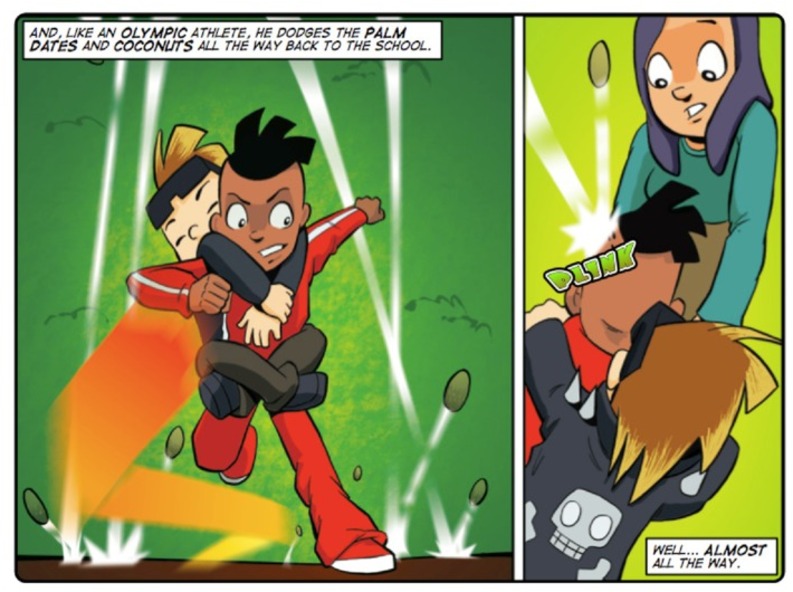 AND, LIKE AN OLYMPIC ATHLETE, HE DODGES THE PALM
DATES AND COCONUTS ALL THE WAY BACK TO THE SCHOOL.
PLINK
WELL... ALMOST
ALL THE WAY.